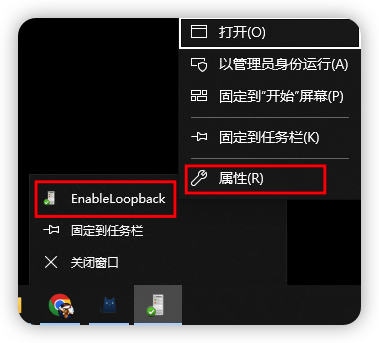 打开(O)
以管理员身份运行(A)
固定到"开始"屏幕(P)
固定到任务栏(K)
属性(R)
EnableLoopback
固定到任务栏
关闭窗口